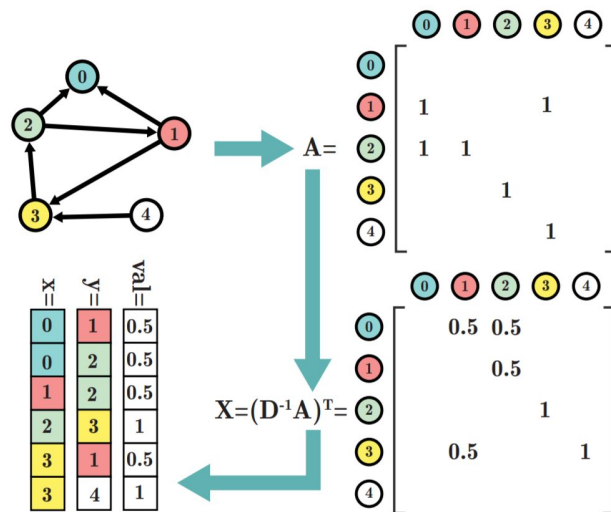 0
2
1
3
4
A=
0 1 2 3 4
0
1 1 1
2 1 1
3 1
4 1
X=(D⁻¹A)ᵀ=
0 1 2 3 4
0 0.5 0.5
1 0.5
2 1
3 0.5 1
4
x= y= val=
0 1 0.5
0 2 0.5
1 2 0.5
2 3 1
3 1 0.5
3 4 1